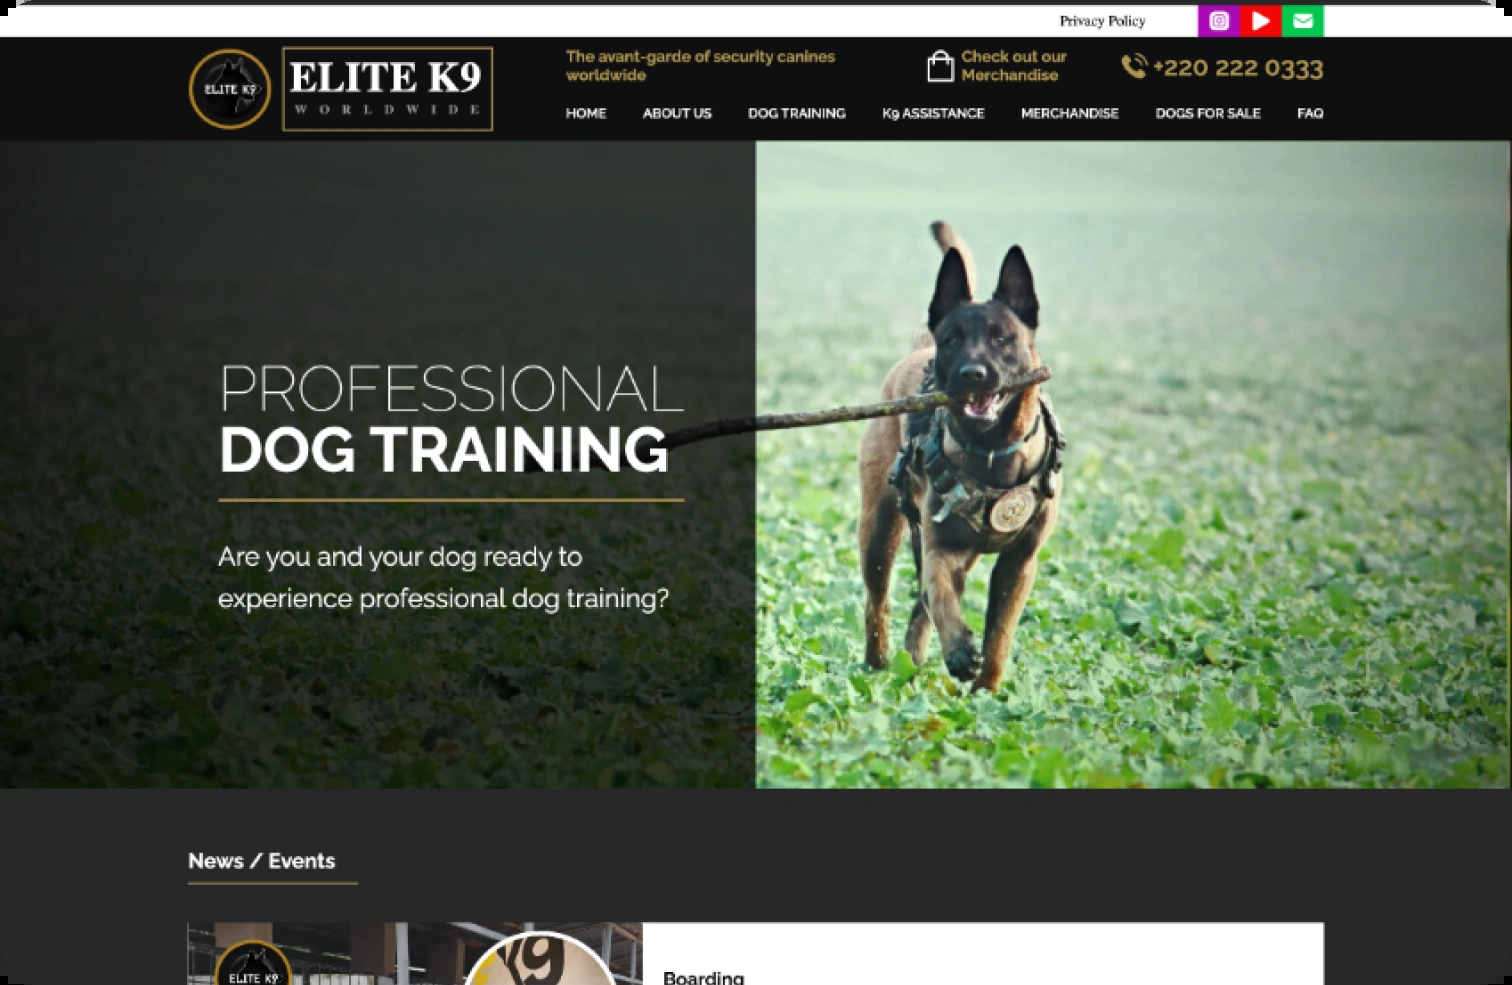 Privacy Policy
ELITE K9
ELITE K9
WORLDWIDE
The avant-garde of security canines
worldwide
Check out our
Merchandise
+220 222 0333
HOME ABOUT US DOG TRAINING K9 ASSISTANCE MERCHANDISE DOGS FOR SALE FAQ
PROFESSIONAL
DOG TRAINING
Are you and your dog ready to
experience professional dog training?
News / Events
ELITE K9
K9
Boarding